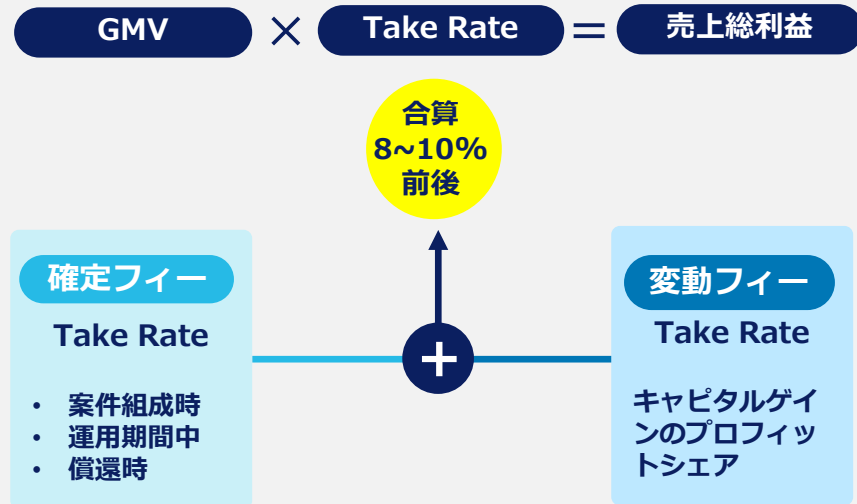 GMV × Take Rate = 売上総利益
合算
8~10%
前後
確定フィー
Take Rate
• 案件組成時
• 運用期間中
• 償還時
+
変動フィー
Take Rate
キャピタルゲイ
ンのプロフィッ
トシェア